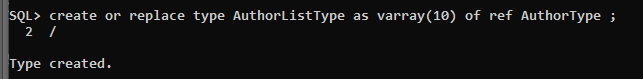 SQL> create or replace type AuthorListType as varray(10) of ref AuthorType ;
2 /
Type created.